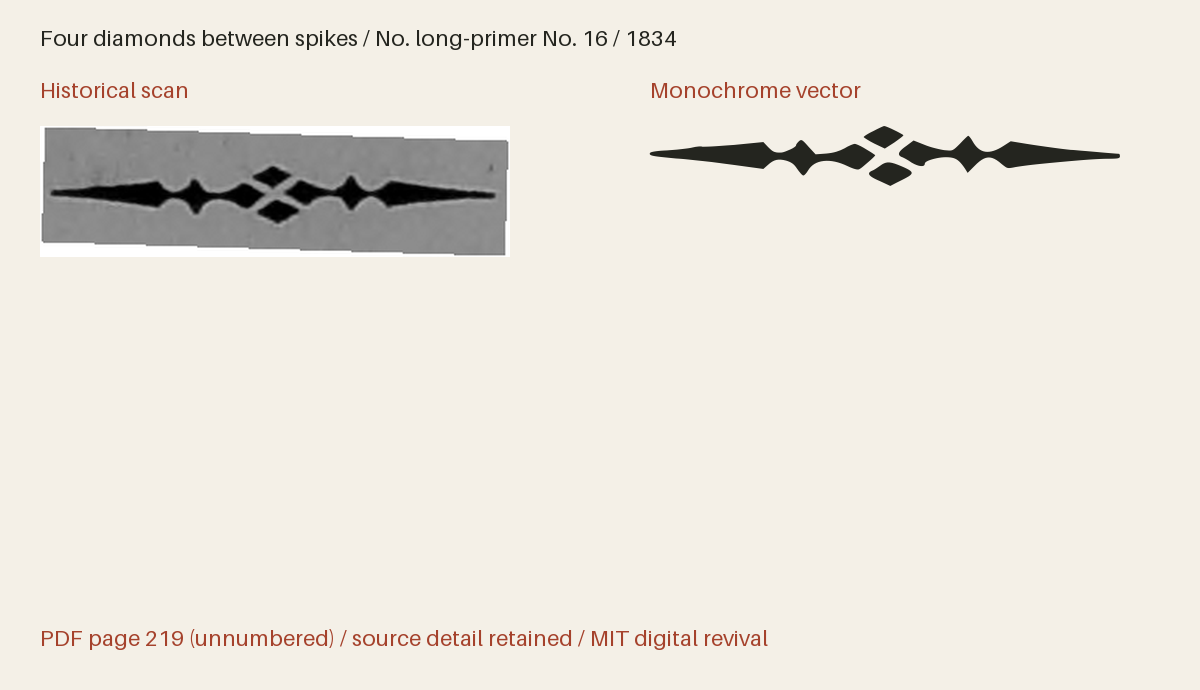 Four diamonds between spikes / No. long-primer No. 16 / 1834
Historical scan
Monochrome vector
PDF page 219 (unnumbered) / source detail retained / MIT digital revival